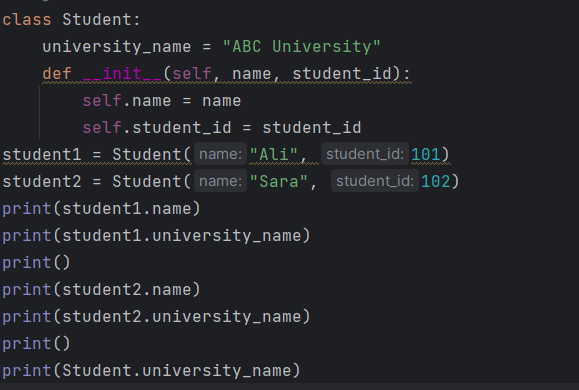 class Student:
    university_name = "ABC University"
    def __init__(self, name, student_id):
        self.name = name
        self.student_id = student_id
student1 = Student( name: "Ali",  student_id: 101)
student2 = Student( name: "Sara",  student_id: 102)
print(student1.name)
print(student1.university_name)
print()
print(student2.name)
print(student2.university_name)
print()
print(Student.university_name)